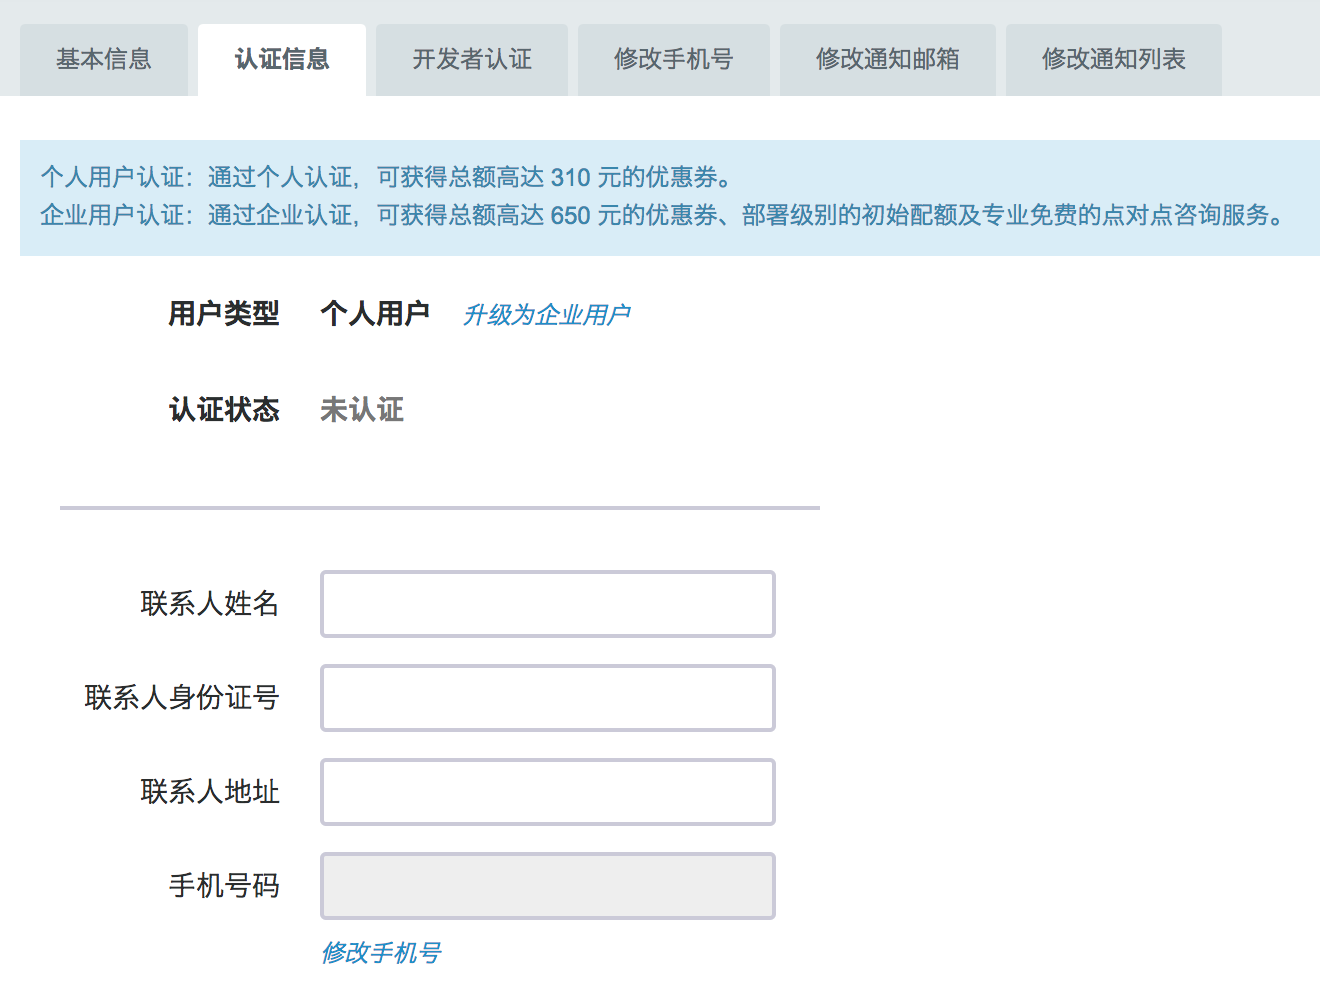 基本信息 认证信息 开发者认证 修改手机号 修改通知邮箱 修改通知列表
个人用户认证：通过个人认证，可获得总额高达 310 元的优惠券。
企业用户认证：通过企业认证，可获得总额高达 650 元的优惠券、部署级别的初始配额及专业免费的点对点咨询服务。
用户类型 个人用户 升级为企业用户
认证状态 未认证
联系人姓名
联系人身份证号
联系人地址
手机号码
修改手机号